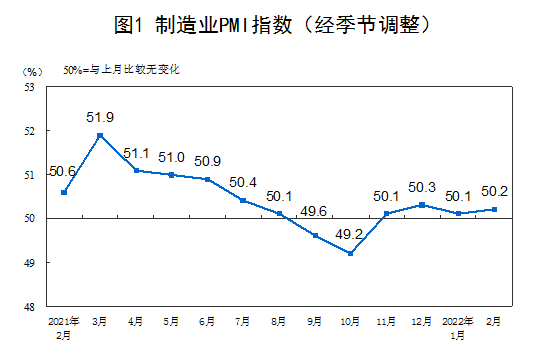 图1 制造业PMI指数（经季节调整）
（%）
50%=与上月比较无变化
53
52
51
50
49
48
50.6
51.9
51.1
51.0
50.9
50.4
50.1
49.6
49.2
50.1
50.3
50.1
50.2
2021年
2月
3月
4月
5月
6月
7月
8月
9月
10月
11月
12月
2022年
1月
2月